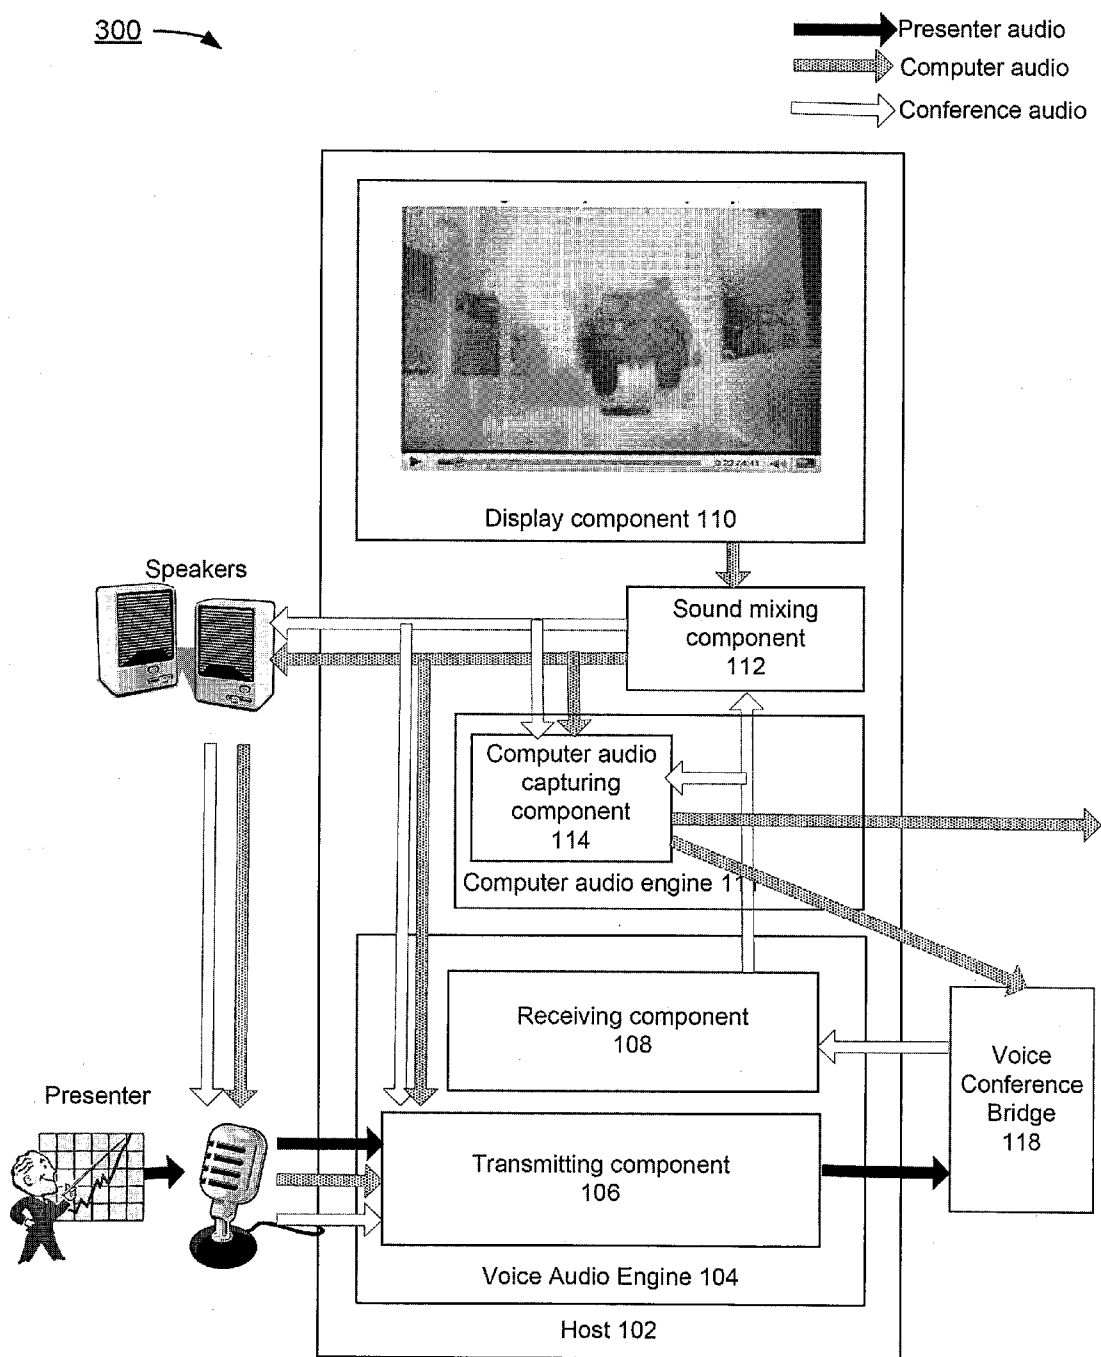 300
Presenter audio
Computer audio
Conference audio
Display component 110
Speakers
Sound mixing
component
112
Computer audio
capturing
component
114
Computer audio engine
Receiving component
108
Voice
Conference
Bridge
118
Presenter
Transmitting component
106
Voice Audio Engine 104
Host 102